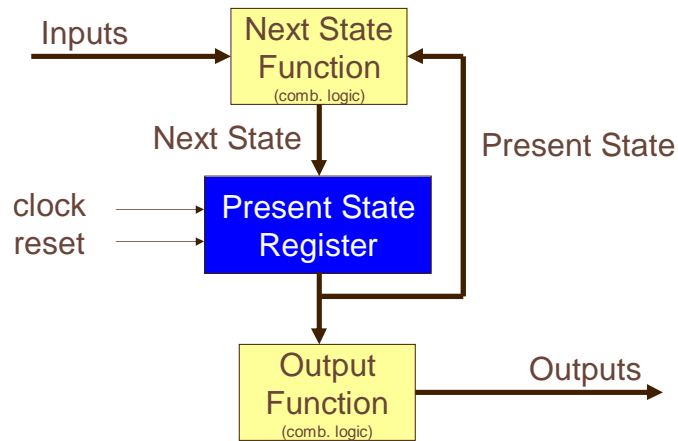 Inputs
Next State
Function
(comb. logic)
Next State
Present State
clock
reset
Present State
Register
Output
Function
(comb. logic)
Outputs